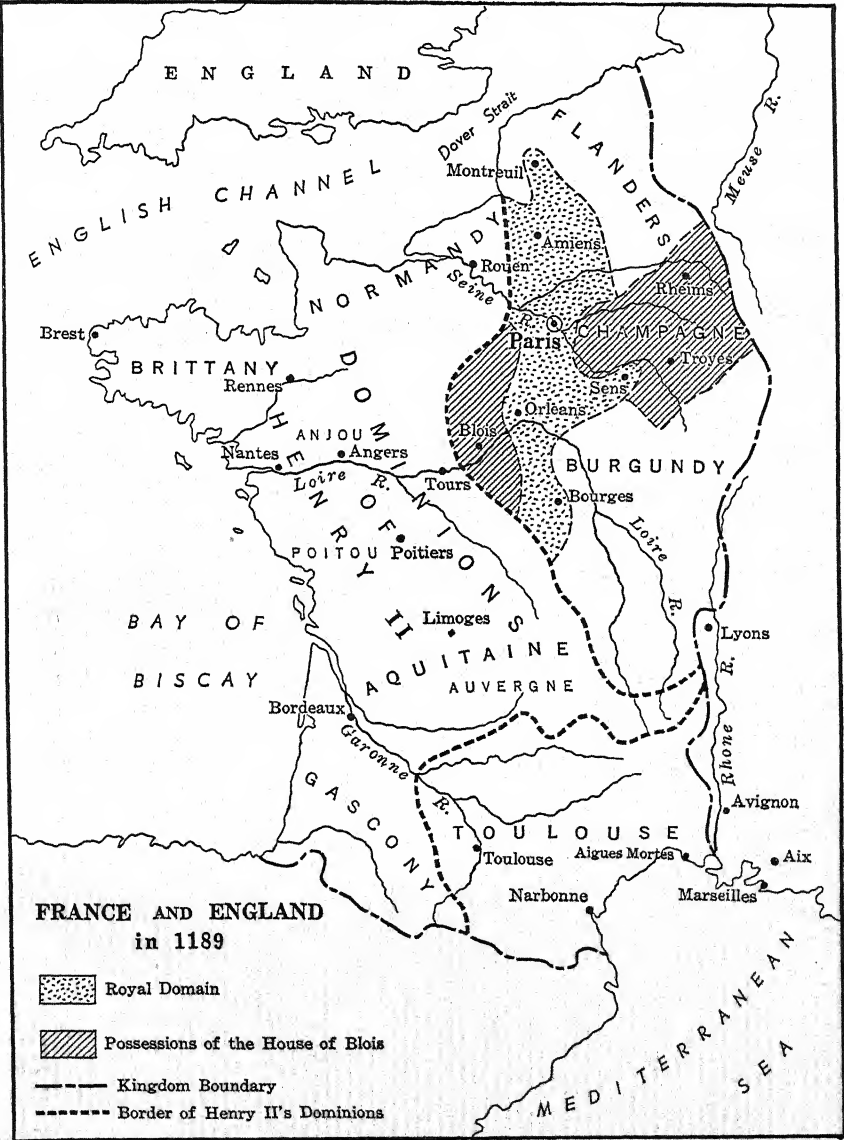 ENGLAND
Dover Strait
Meuse R.
FLANDERS
Montreuil
ENGLISH CHANNEL
Amiens
NORMANDY
Rouen
Rheims
Seine R.
Brest
Paris
CHAMPAGNE
BRITTANY
Troyes
Rennes
Sens
DOMINIONS
OF
HENRY II
Orleans
ANJOU
Blois
Nantes
Angers
Loire R.
Tours
BURGUNDY
Bourges
Loire R.
POITOU
Poitiers
BAY OF
BISCAY
Limoges
Lyons
AQUITAINE
AUVERGNE
Bordeaux
Garonne R.
Rhone R.
GASCONY
Avignon
TOULOUSE
Toulouse
Aigues Mortes
Aix
Narbonne
Marseilles
MEDITERRANEAN
SEA
FRANCE AND ENGLAND
in 1189
Royal Domain
Possessions of the House of Blois
Kingdom Boundary
Border of Henry II's Dominions